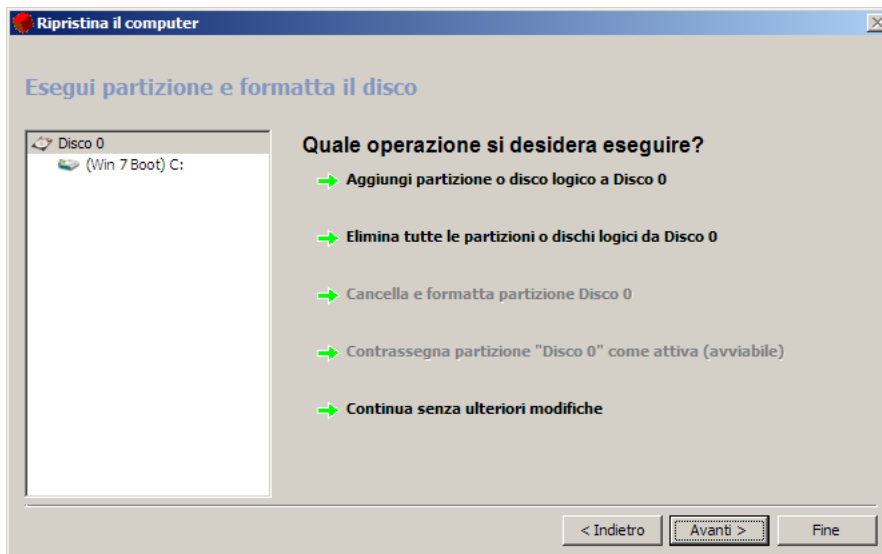 Ripristina il computer
Esegui partizione e formatta il disco
Disco 0
(Win 7 Boot) C:
Quale operazione si desidera eseguire?
Aggiungi partizione o disco logico a Disco 0
Elimina tutte le partizioni o dischi logici da Disco 0
Cancella e formatta partizione Disco 0
Contrassegna partizione "Disco 0" come attiva (avviabile)
Continua senza ulteriori modifiche
< Indietro
Avanti >
Fine